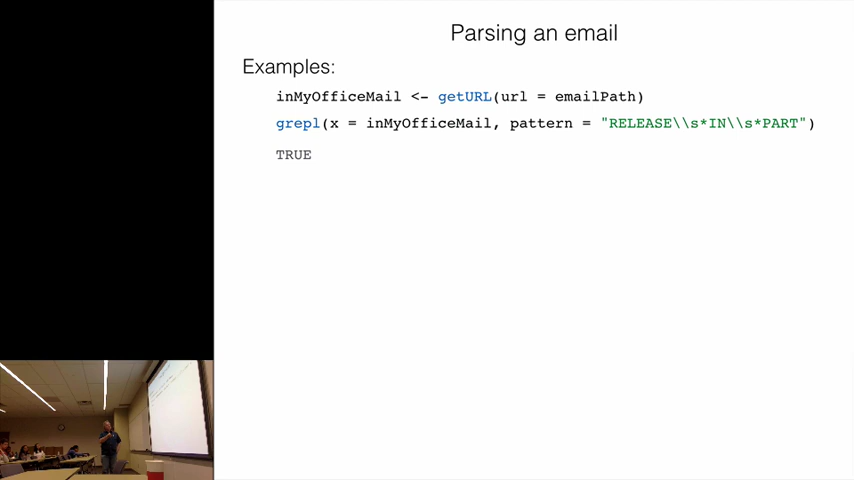 Parsing an email
Examples:
inMyOfficeMail <- getURL(url = emailPath)
grepl(x = inMyOfficeMail, pattern = "RELEASE\\s*IN\\s*PART")
TRUE